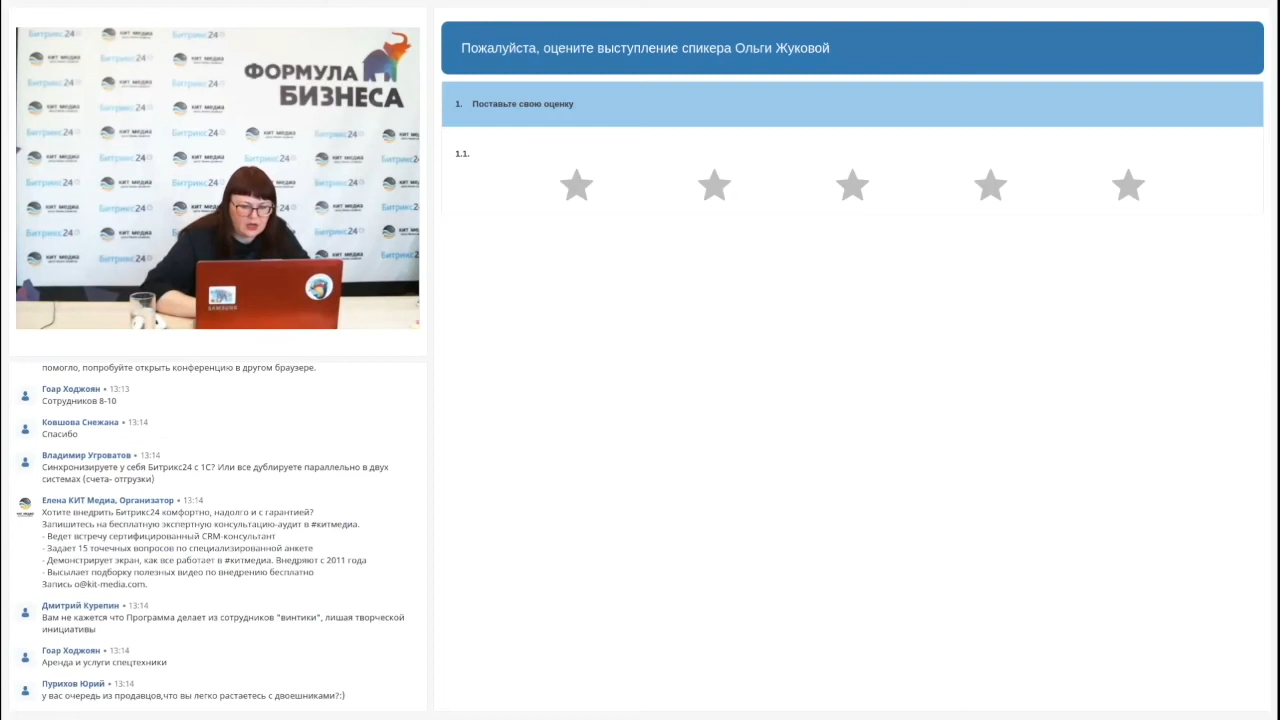 Битрикс24
кит медиа
ФОРМУЛА
БИЗНЕСА
SAMSUNG
помогло, попробуйте открыть конференцию в другом браузере.
Гоар Ходжоян • 13:13
Сотрудников 8-10
Ковшова Снежана • 13:14
Спасибо
Владимир Угроватов • 13:14
Синхронизируете у себя Битрикс24 с 1С? Или все дублируете параллельно в двух
системах (счета- отгрузки)
Елена КИТ Медиа, Организатор • 13:14
Хотите внедрить Битрикс24 комфортно, надолго и с гарантией?
Запишитесь на бесплатную экспертную консультацию-аудит в #китмедиа.
- Ведет встречу сертифицированный CRM-консультант
- Задает 15 точечных вопросов по специализированной анкете
- Демонстрирует экран, как все работает в #китмедиа. Внедряют с 2011 года
- Высылает подборку полезных видео по внедрению бесплатно
Запись o@kit-media.com.
Дмитрий Курепин • 13:14
Вам не кажется что Программа делает из сотрудников "винтики", лишая творческой
инициативы
Гоар Ходжоян • 13:14
Аренда и услуги спецтехники
Пурихов Юрий • 13:14
у вас очередь из продавцов,что вы легко растаетесь с двоешниками?:)
Пожалуйста, оцените выступление спикера Ольги Жуковой
1. Поставьте свою оценку
1.1.